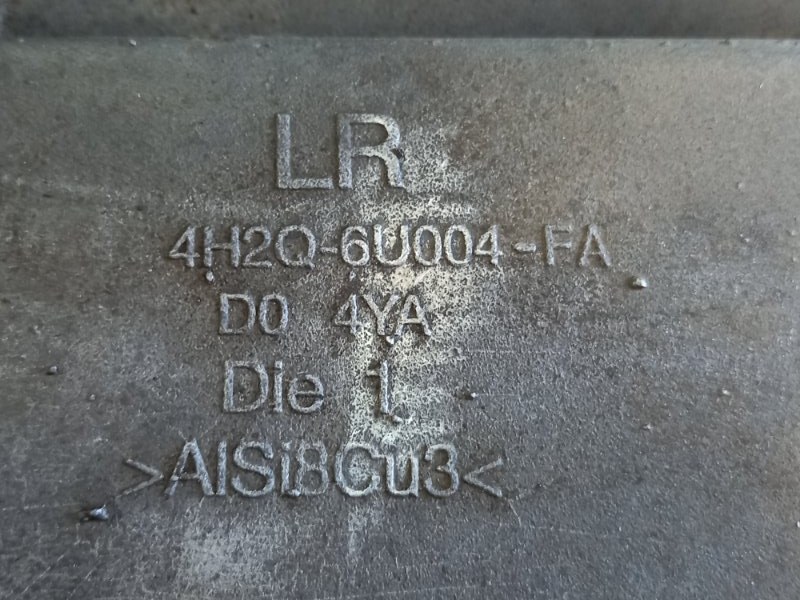 LR
4H2Q-6U004-FA
D0 4YA
Die 1
>AlSi8Cu3<